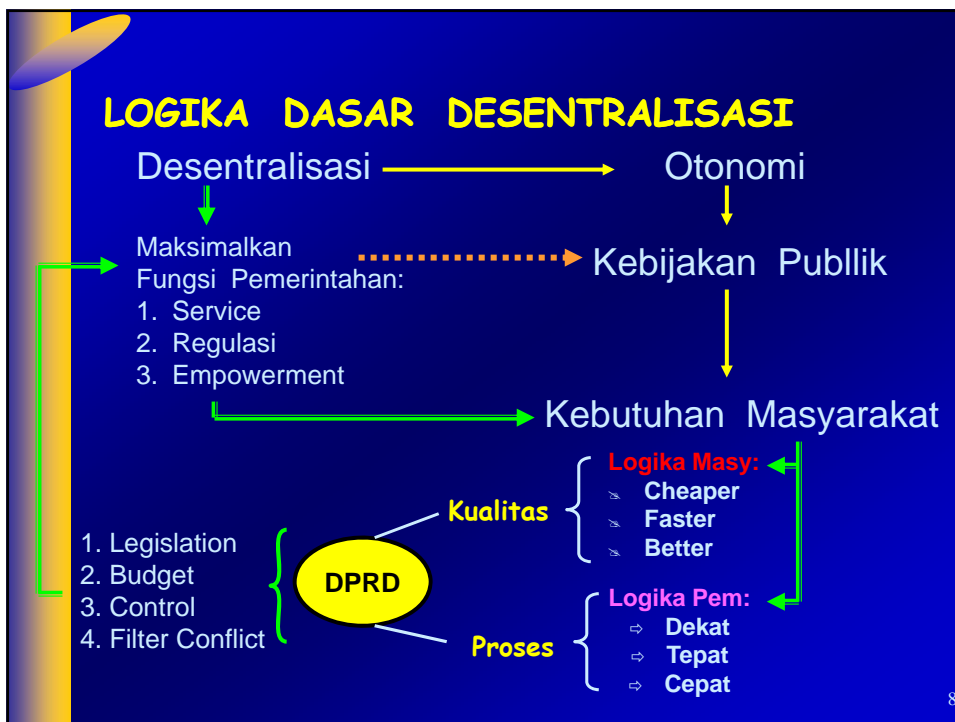 LOGIKA DASAR DESENTRALISASI
Desentralisasi
Otonomi
Maksimalkan
Fungsi Pemerintahan:
1. Service
2. Regulasi
3. Empowerment
Kebijakan Publlik
Kebutuhan Masyarakat
Logika Masy:
Cheaper
Faster
Better
Kualitas
1. Legislation
2. Budget
3. Control
4. Filter Conflict
DPRD
Proses
Logika Pem:
Dekat
Tepat
Cepat
8